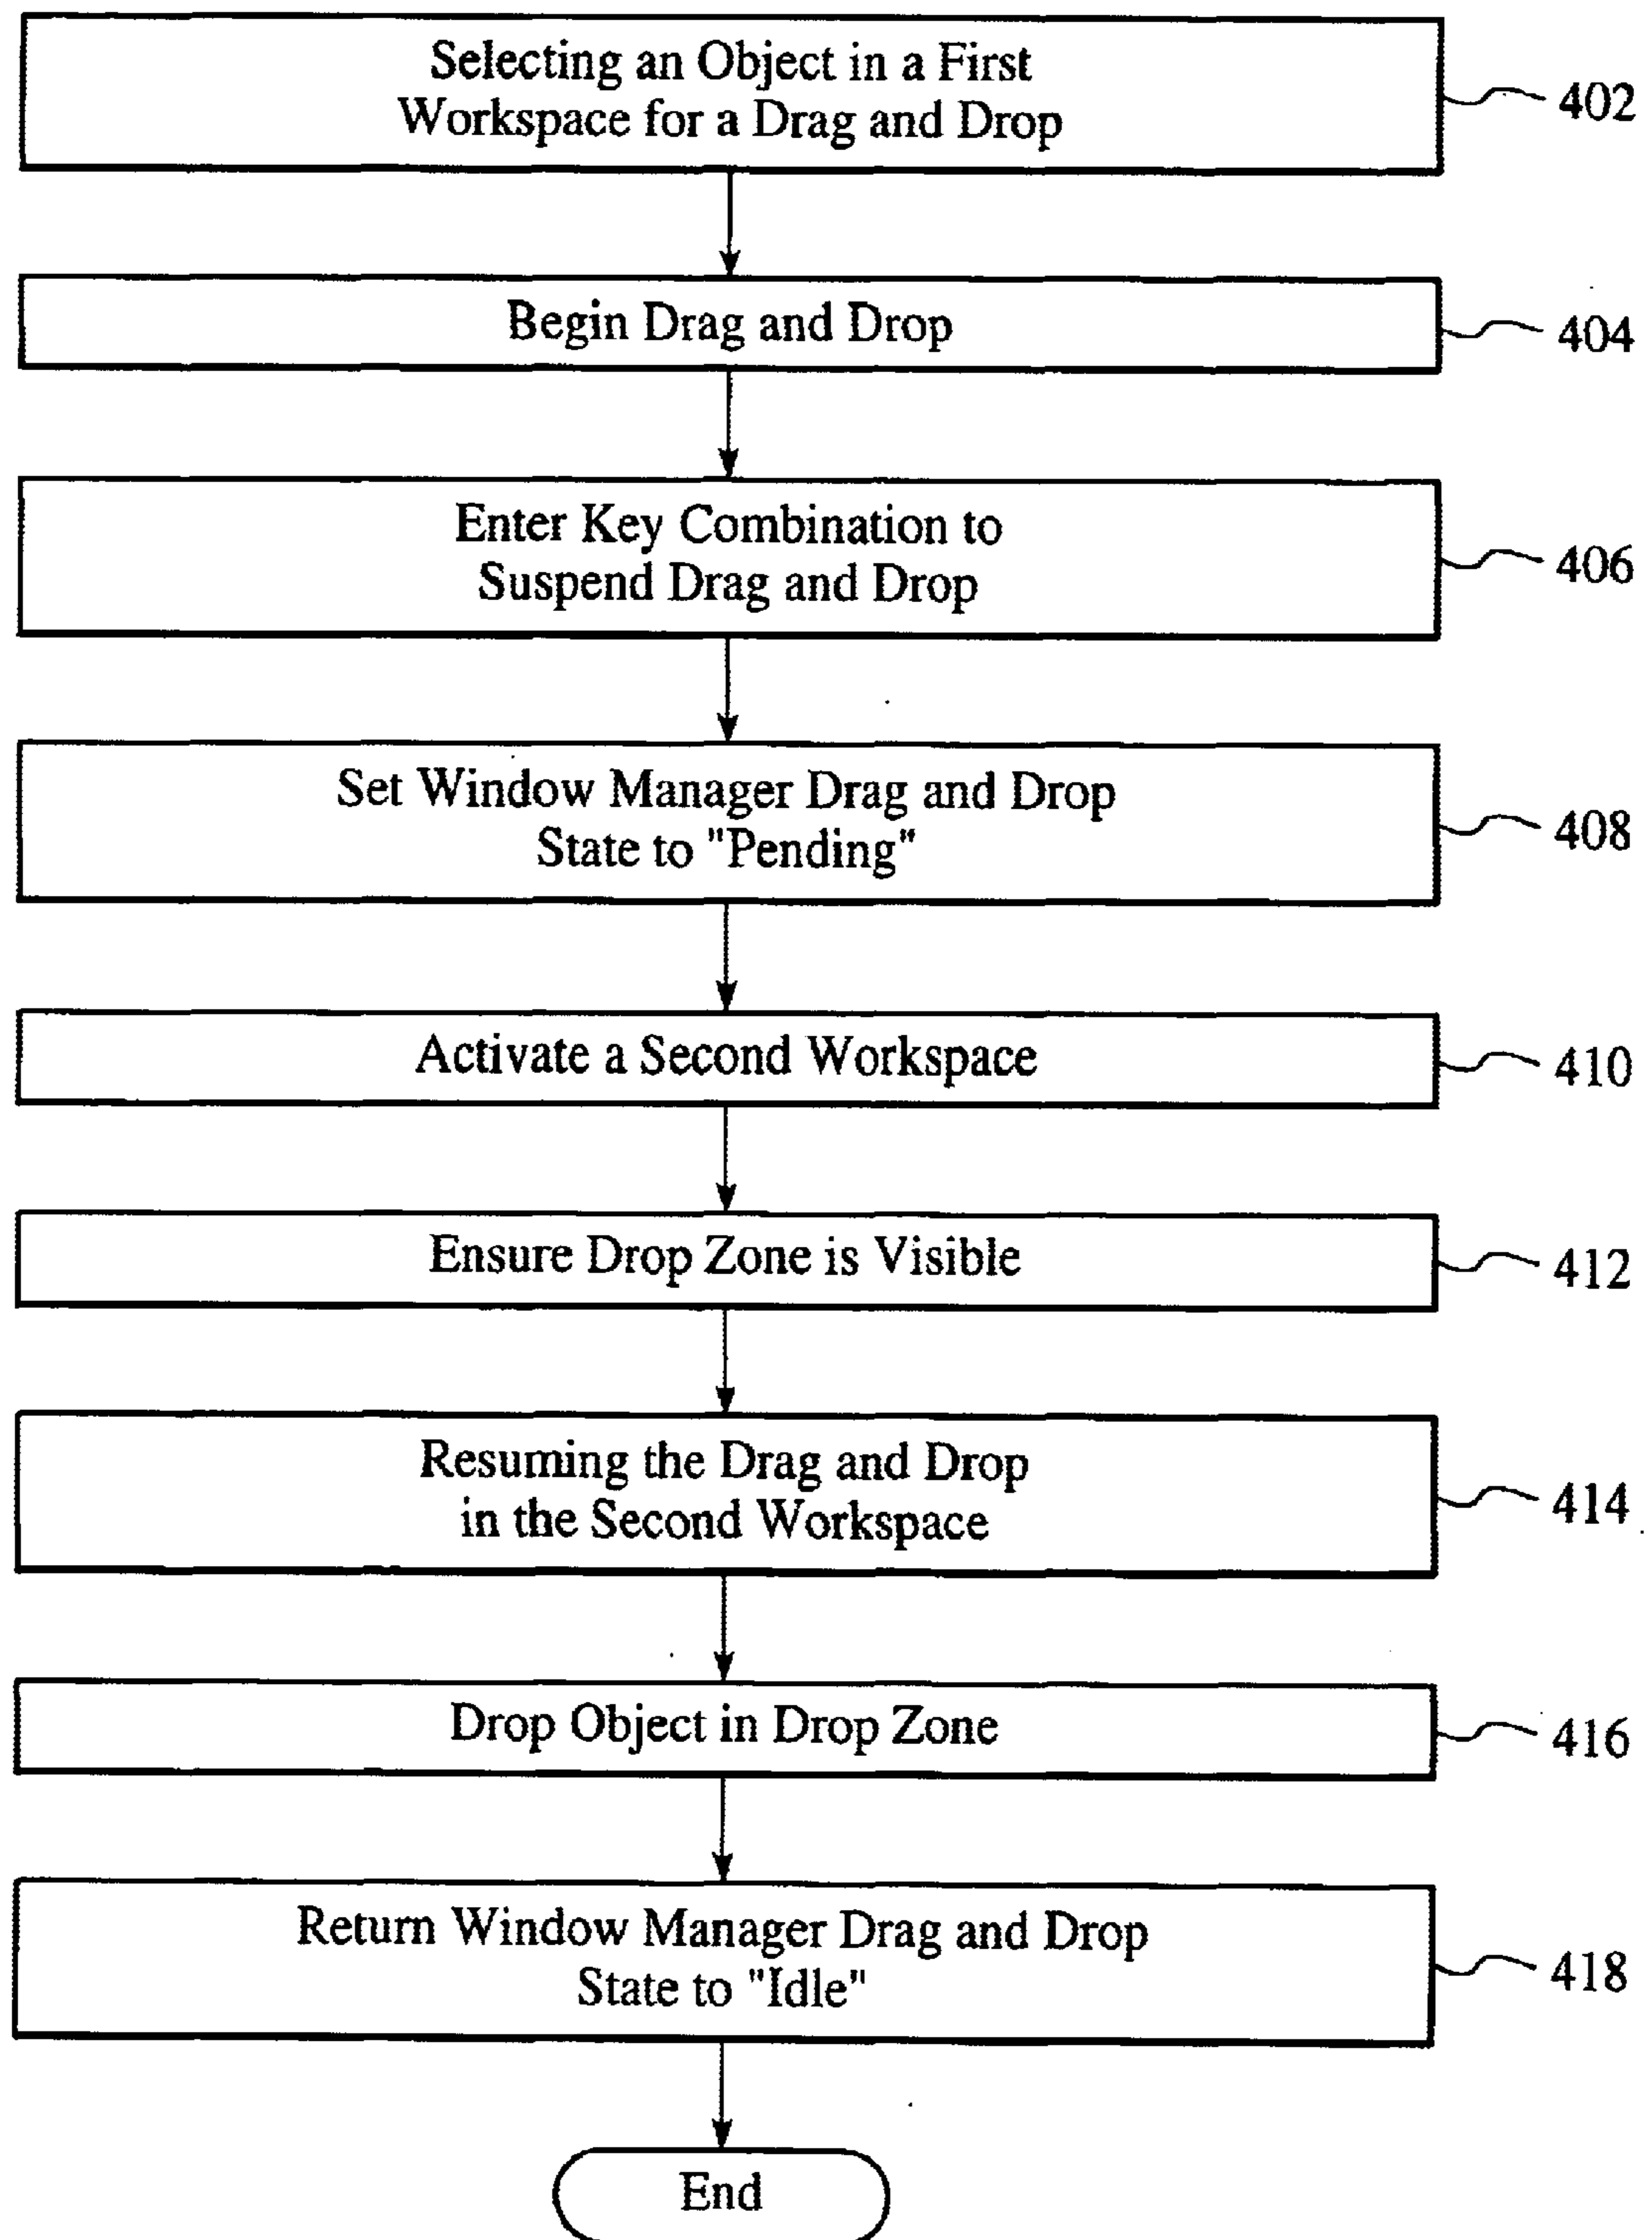 Selecting an Object in a First
Workspace for a Drag and Drop
402
Begin Drag and Drop
404
Enter Key Combination to
Suspend Drag and Drop
406
Set Window Manager Drag and Drop
State to "Pending"
408
Activate a Second Workspace
410
Ensure Drop Zone is Visible
412
Resuming the Drag and Drop
in the Second Workspace
414
Drop Object in Drop Zone
416
Return Window Manager Drag and Drop
State to "Idle"
418
End